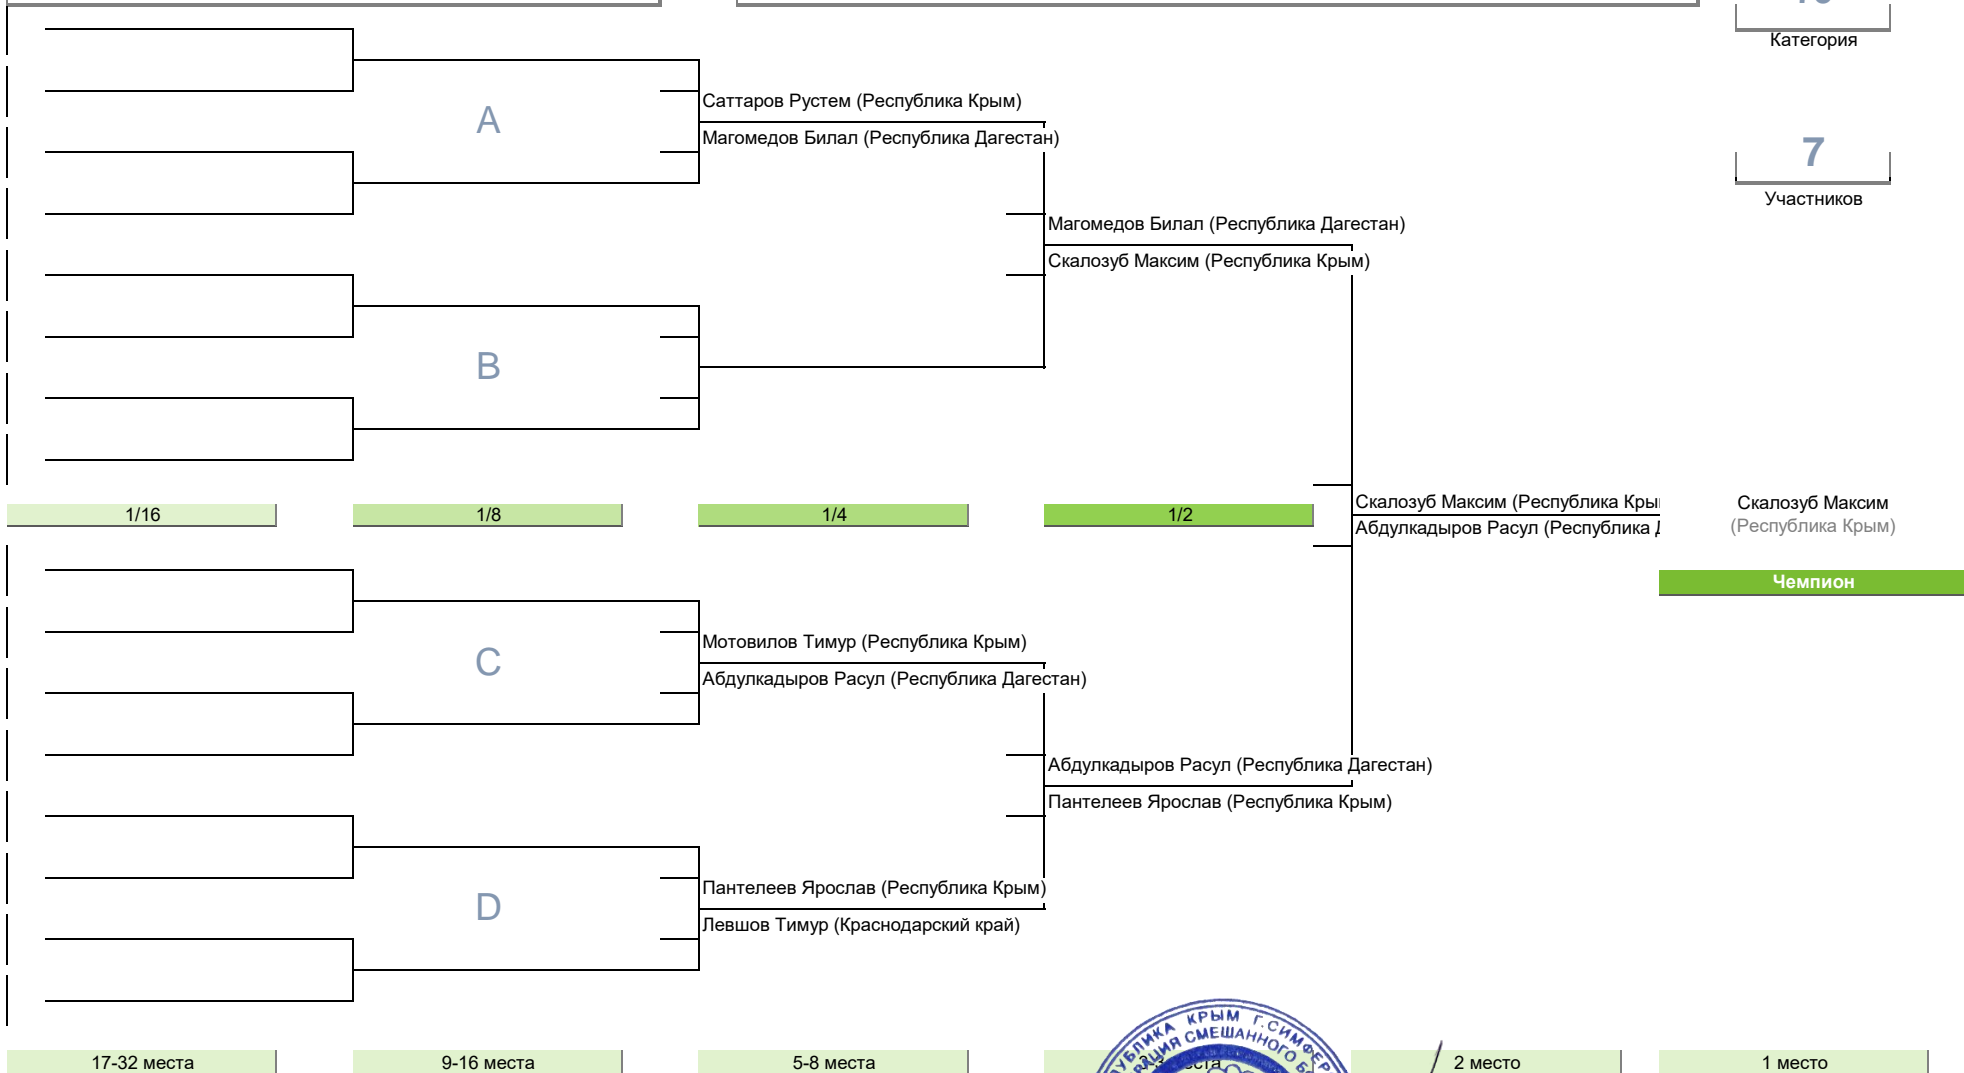 Категория
A
Саттаров Рустем (Республика Крым)
Магомедов Билал (Республика Дагестан)
7
Участников
Магомедов Билал (Республика Дагестан)
Скалозуб Максим (Республика Крым)
B
1/16
1/8
1/4
1/2
Скалозуб Максим (Республика Кры
Абдулкадыров Расул (Республика
Скалозуб Максим
(Республика Крым)
Чемпион
C
Мотовилов Тимур (Республика Крым)
Абдулкадыров Расул (Республика Дагестан)
Абдулкадыров Расул (Республика Дагестан)
Пантелеев Ярослав (Республика Крым)
D
Пантелеев Ярослав (Республика Крым)
Левшов Тимур (Краснодарский край)
КРЫМ Г.СИМФЕР
СМЕШАННОГО
17-32 места
9-16 места
5-8 места
2 место
1 место